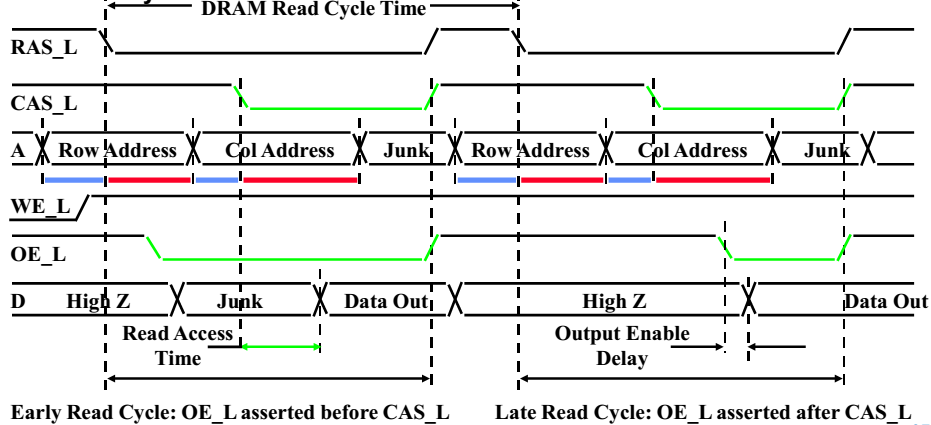 DRAM Read Cycle Time
RAS_L
CAS_L
A Row Address Col Address Junk Row Address Col Address Junk
WE_L
OE_L
D High Z Junk Data Out High Z Data Out
Read Access Time
Output Enable Delay
Early Read Cycle: OE_L asserted before CAS_L
Late Read Cycle: OE_L asserted after CAS_L